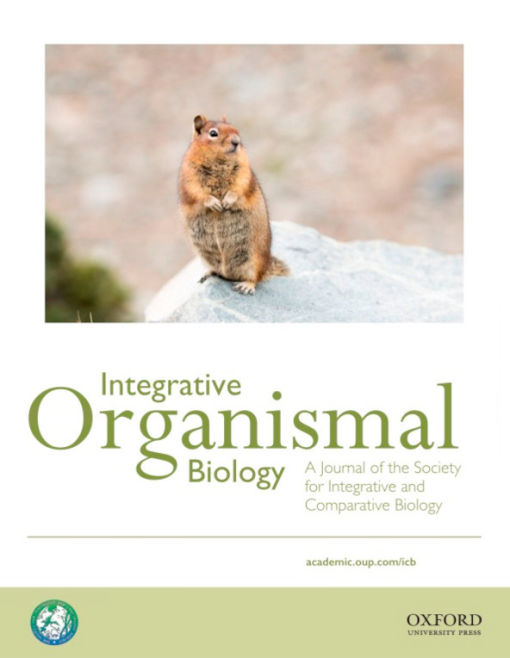 Integrative
Organismal
Biology
A Journal of the Society
for Integrative and
Comparative Biology
academic.oup.com/icb
OXFORD
UNIVERSITY PRESS